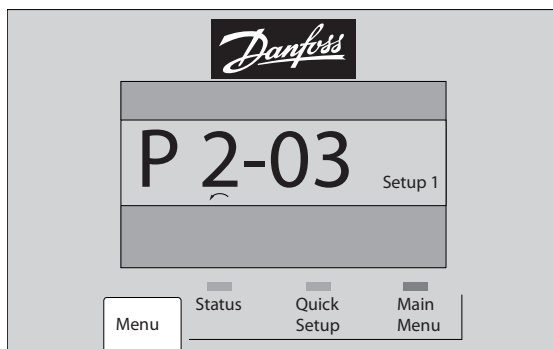 Danfoss
P 2-03
Setup 1
Status
Quick
Setup
Main
Menu
Menu